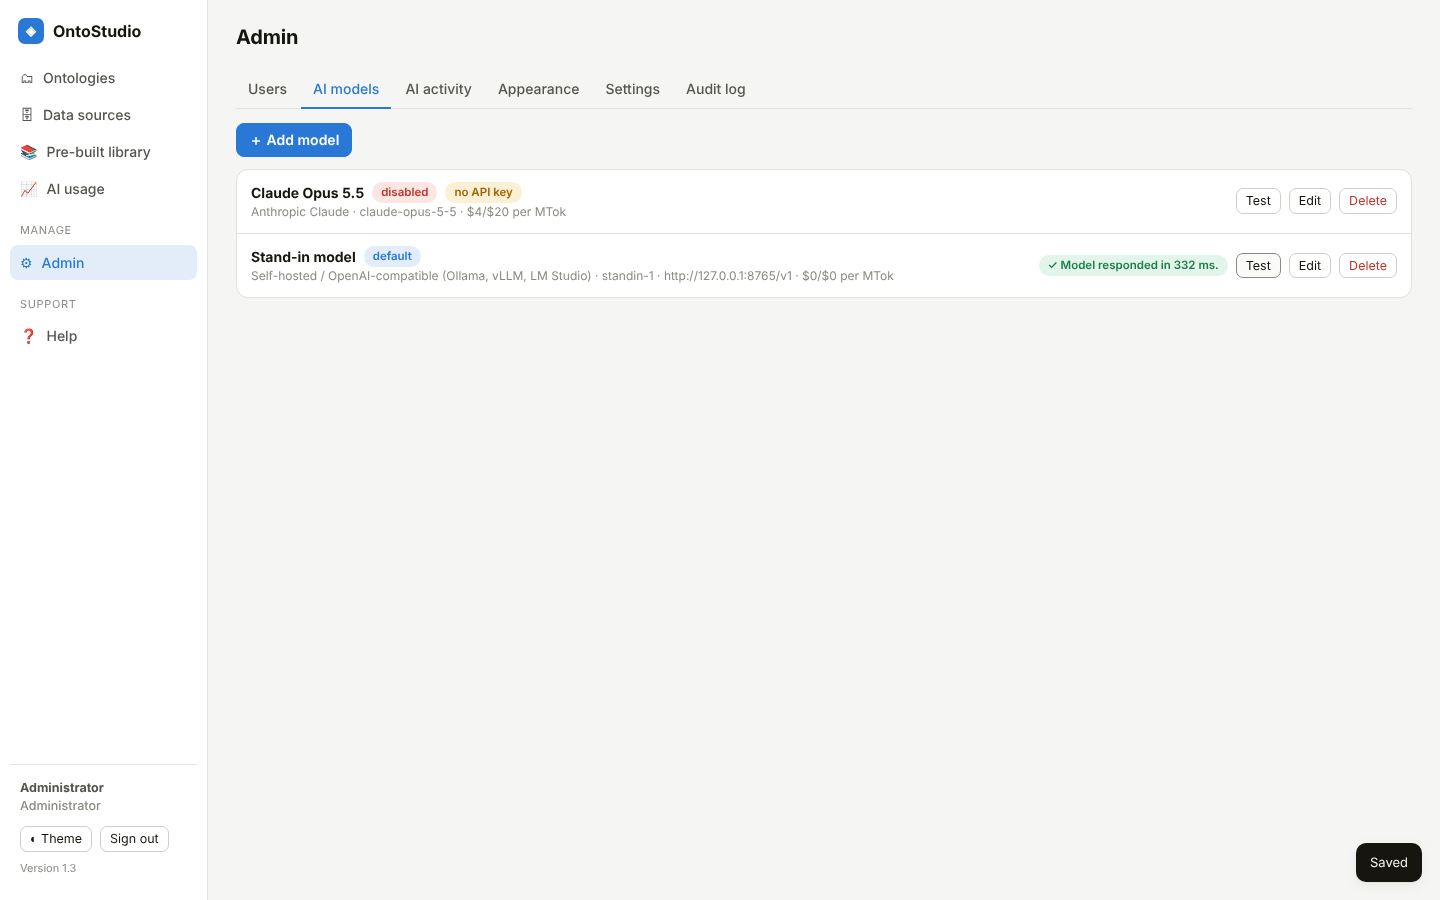 OntoStudio
Ontologies
Data sources
Pre-built library
AI usage
MANAGE
Admin
SUPPORT
Help
Administrator
Administrator
Theme
Sign out
Version 1.3
Admin
Users AI models AI activity Appearance Settings Audit log
+ Add model
Claude Opus 5.5 disabled no API key
Anthropic Claude · claude-opus-5-5 · $4/$20 per MTok
Test Edit Delete
Stand-in model default
Self-hosted / OpenAI-compatible (Ollama, vLLM, LM Studio) · standin-1 · http://127.0.0.1:8765/v1 · $0/$0 per MTok
✓ Model responded in 332 ms. Test Edit Delete
Saved